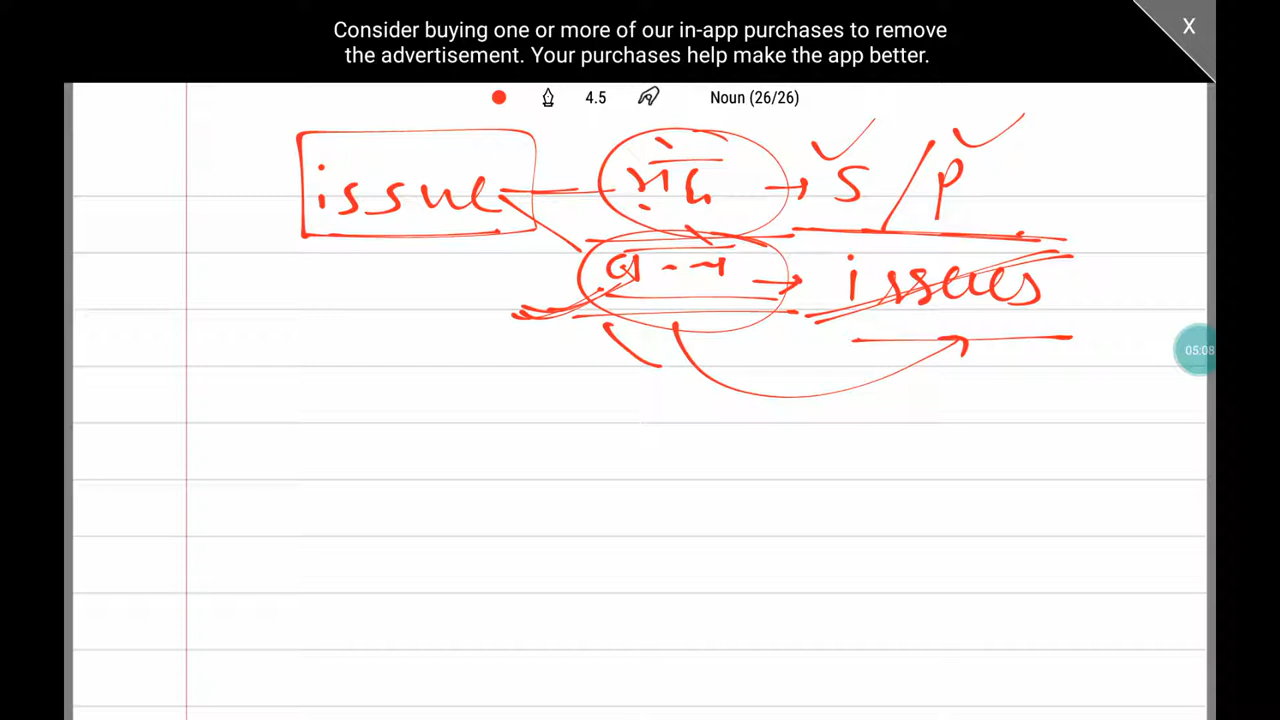 Consider buying one or more of our in-app purchases to remove
the advertisement. Your purchases help make the app better.
X
4.5 Noun (26/26)
issue → S / P
→ issues
05:08